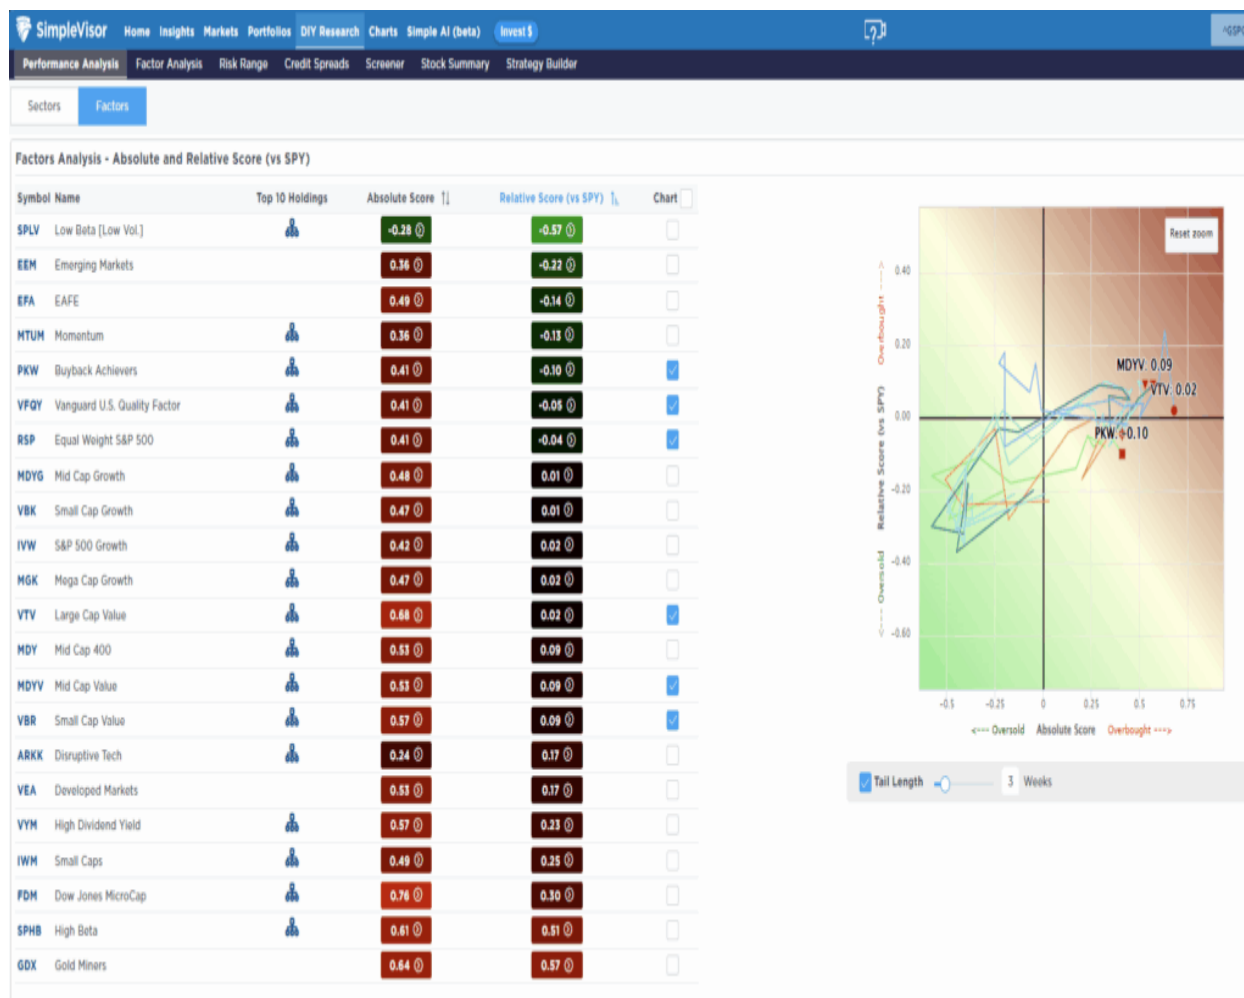 SimpleVisor Home Insights Markets Portfolios DIY Research Charts Simple AI (beta) Invest $ ^GSPC
Performance Analysis Factor Analysis Risk Range Credit Spreads Screener Stock Summary Strategy Builder
Sectors Factors
Factors Analysis - Absolute and Relative Score (vs SPY)
Symbol Name Top 10 Holdings Absolute Score Relative Score (vs SPY) Chart
SPLV Low Beta [Low Vol.] -0.28 -0.57
EEM Emerging Markets 0.36 -0.22
EFA EAFE 0.49 -0.14
MTUM Momentum 0.36 -0.13
PKW Buyback Achievers 0.41 -0.10
VFQY Vanguard U.S. Quality Factor 0.41 -0.05
RSP Equal Weight S&P 500 0.41 -0.04
MDYG Mid Cap Growth 0.48 0.01
VBK Small Cap Growth 0.47 0.01
IVW S&P 500 Growth 0.42 0.02
MGK Mega Cap Growth 0.47 0.02
VTV Large Cap Value 0.68 0.02
MDY Mid Cap 400 0.53 0.09
MDYV Mid Cap Value 0.53 0.09
VBR Small Cap Value 0.57 0.09
ARKK Disruptive Tech 0.24 0.17
VEA Developed Markets 0.53 0.17
VYM High Dividend Yield 0.57 0.23
IWM Small Caps 0.49 0.25
FDM Dow Jones MicroCap 0.76 0.30
SPHB High Beta 0.61 0.51
GDX Gold Miners 0.64 0.57
Reset zoom
<--- Oversold Relative Score (vs SPY) Overbought --->
0.40
0.20
0.00
-0.20
-0.40
-0.60
MDYV: 0.09
VTV: 0.02
PKW: -0.10
-0.5 -0.25 0 0.25 0.5 0.75
<--- Oversold Absolute Score Overbought --->
Tail Length 3 Weeks